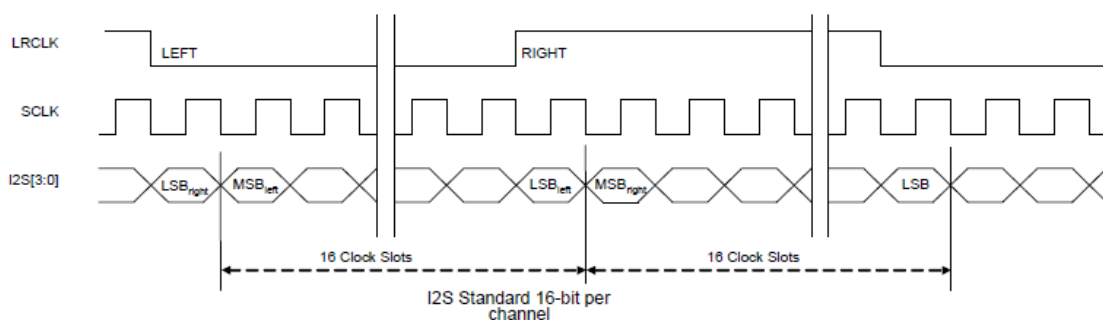 LRCLK
LEFT
RIGHT
SCLK
I2S[3:0]
LSBright
MSBleft
LSBleft
MSBright
LSB
16 Clock Slots
16 Clock Slots
I2S Standard 16-bit per
channel